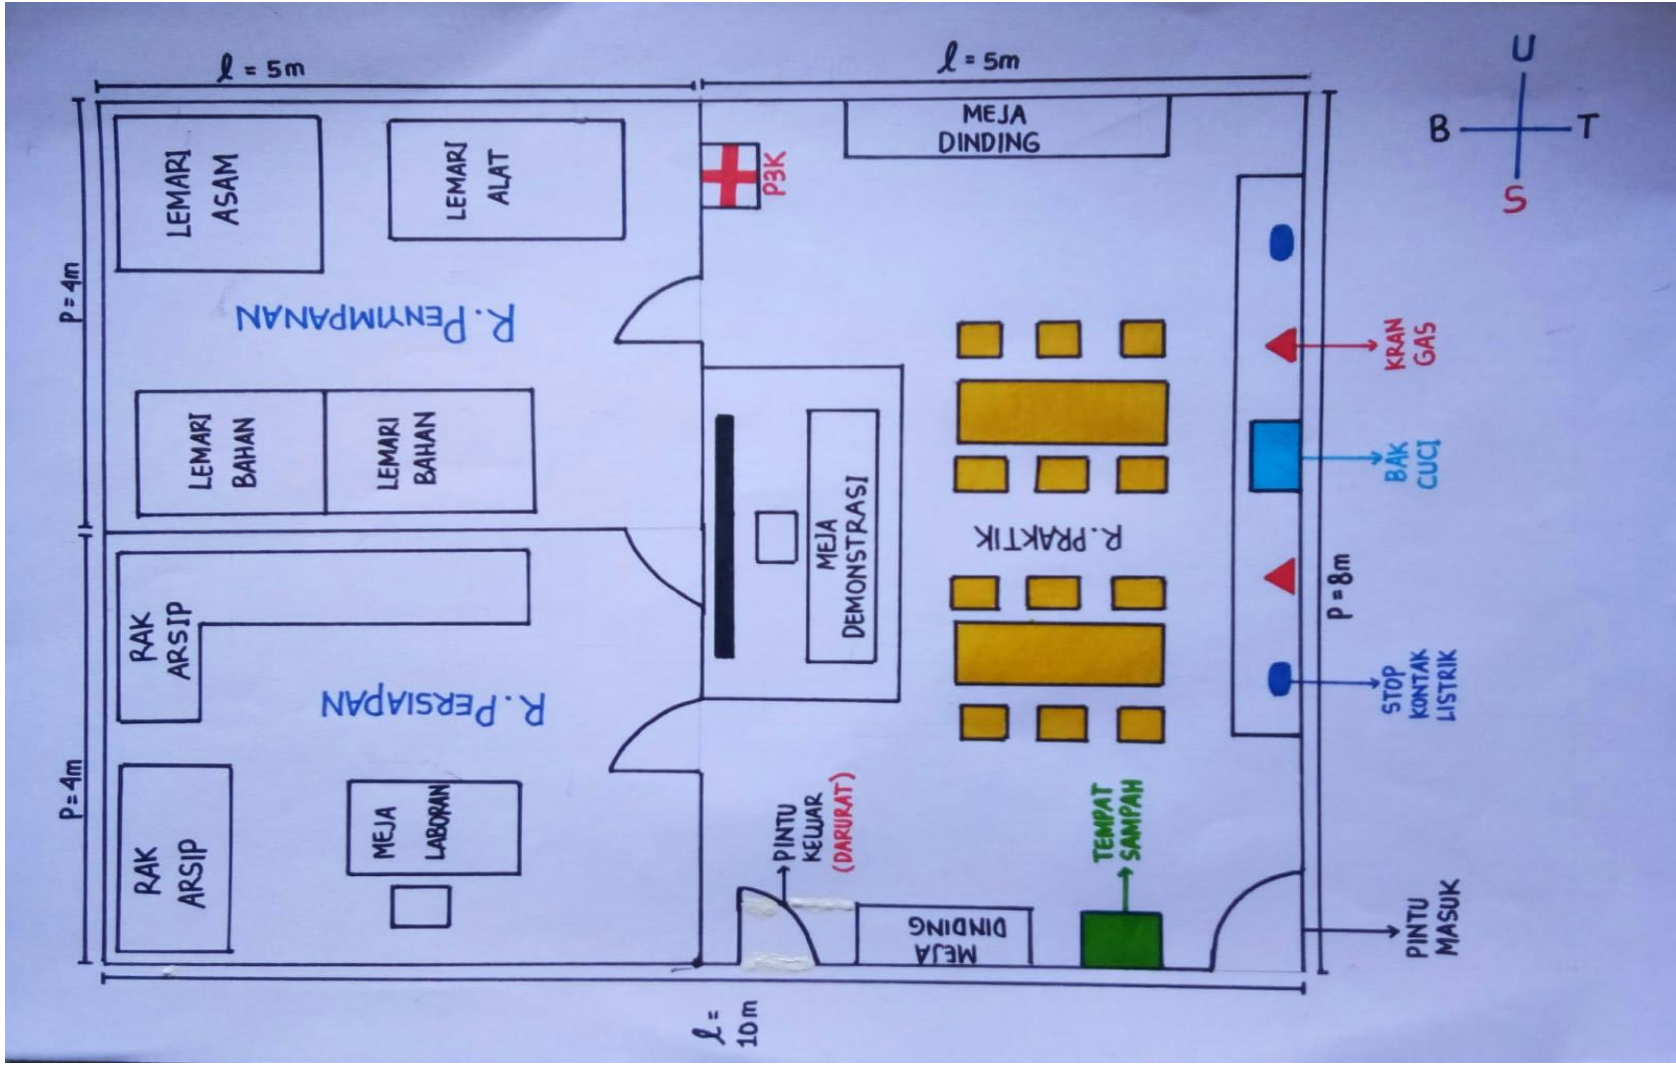 l = 5m
l = 5m
U
B
T
S
LEMARI
ASAM
LEMARI
ALAT
P3K
MEJA
DINDING
P = 4m
R. PENYIMPANAN
KRAN
GAS
LEMARI
BAHAN
LEMARI
BAHAN
MEJA
DEMONSTRASI
R. PRAKTIK
BAK
CUCI
P = 8m
RAK
ARSIP
R. PERSIAPAN
STOP
KONTAK
LISTRIK
P = 4m
RAK
ARSIP
MEJA
LABORAN
PINTU
KELUAR
(DARURAT)
TEMPAT
SAMPAH
MEJA
DINDING
PINTU
MASUK
l =
10m